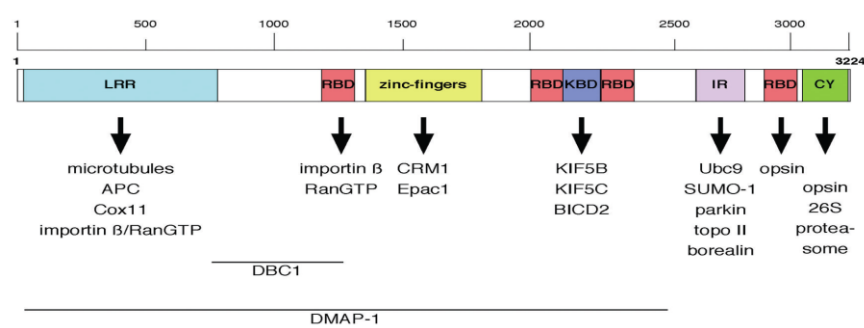 1 500 1000 1500 2000 2500 3000
1 3224
LRR RBD zinc-fingers RBD KBD RBD IR RBD CY
microtubules importin ß CRM1 KIF5B Ubc9 opsin
APC RanGTP Epac1 KIF5C SUMO-1 opsin
Cox11 BICD2 parkin 26S
importin ß/RanGTP topo II protea-
borealin some
DBC1
DMAP-1